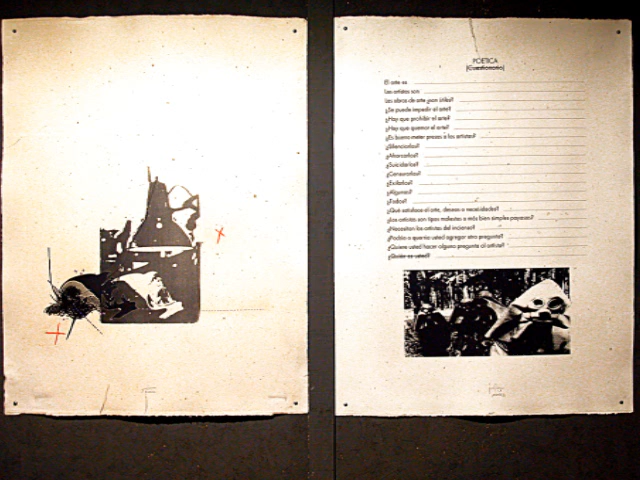 POETICA
(Cuestionario)
El arte es
Los artistas son
Las obras de arte ¿son útiles?
¿Se puede impedir el arte?
¿Hay que prohibir el arte?
¿Hay que quemar el arte?
¿Es bueno meter presos a los artistas?
¿Silenciarlos?
¿Ahorcarlos?
¿Suicidarlos?
¿Censurarlos?
¿Exiliarlos?
¿Algunos?
¿Todos?
¿Qué satisface el arte, deseos o necesidades?
¿Los artistas son tipos molestos o más bien simples payasos?
¿Necesitan los artistas del incienso?
¿Podría o querría usted agregar otra pregunta?
¿Quiere usted hacer alguna pregunta al artista?
¿Quién es usted?